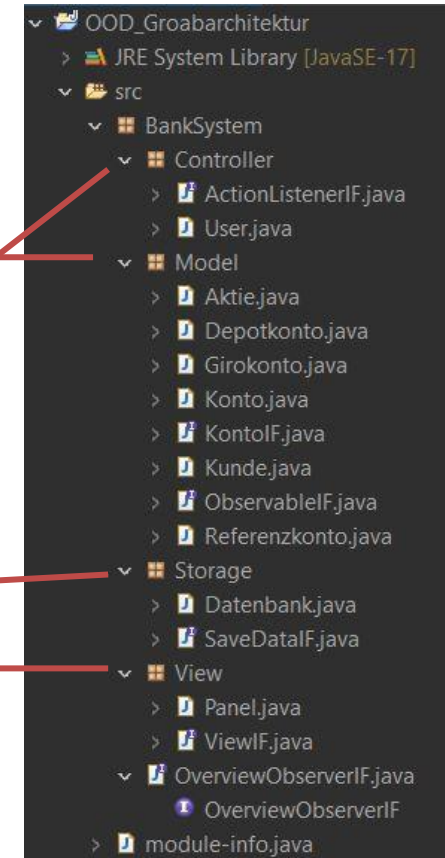 OOD_Groabarchitektur
JRE System Library [JavaSE-17]
src
BankSystem
Controller
ActionListenerIF.java
User.java
Model
Aktie.java
Depotkonto.java
Girokonto.java
Konto.java
KontoIF.java
Kunde.java
ObservableIF.java
Referenzkonto.java
Storage
Datenbank.java
SaveDataIF.java
View
Panel.java
ViewIF.java
OverviewObserverIF.java
OverviewObserverIF
module-info.java